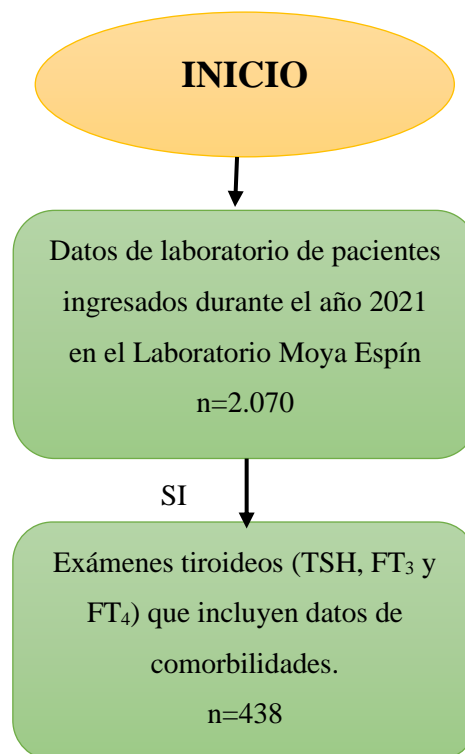 INICIO
Datos de laboratorio de pacientes
ingresados durante el año 2021
en el Laboratorio Moya Espín
n=2.070
SI
Exámenes tiroideos (TSH, FT₃ y
FT₄) que incluyen datos de
comorbilidades.
n=438